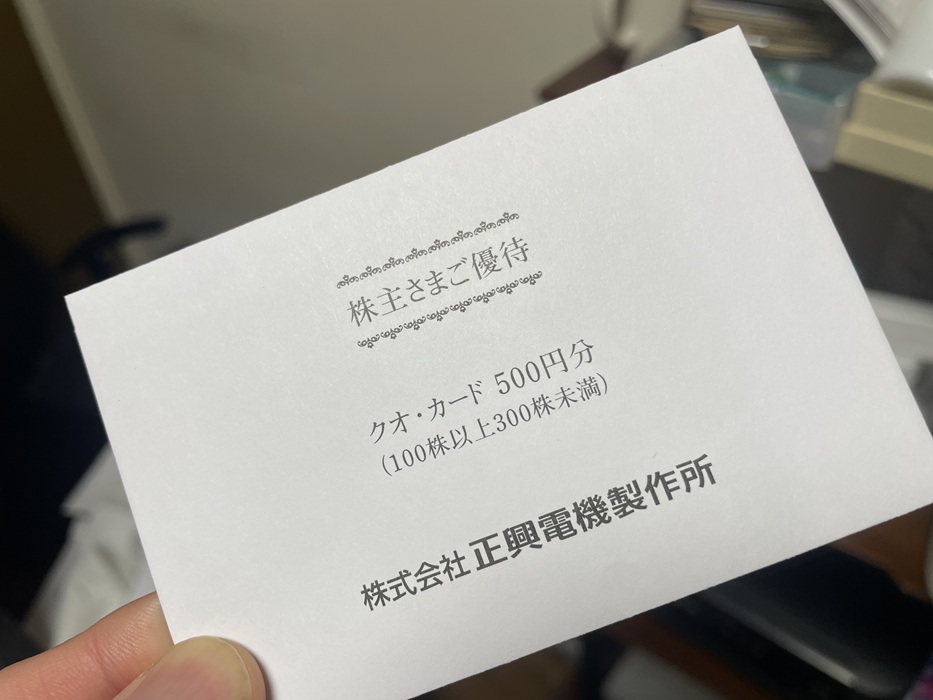 株主さまご優待
クオ・カード 500円分
(100株以上300株未満)
株式会社 正興電機製作所